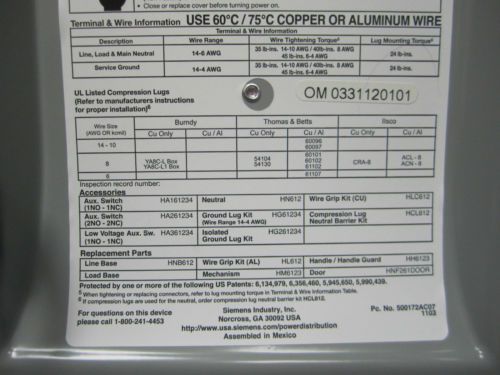 • Close or replace cover before turning power on.
Terminal & Wire Information USE 60°C / 75°C COPPER OR ALUMINUM WIRE
Terminal & Wire Information
Description Wire Range Wire Tightening Torque⁵ Lug Mounting Torque⁵
Line, Load & Main Neutral 14-6 AWG 35 lb-ins. 14-10 AWG / 40lb-ins. 8 AWG 24 lb-ins.
45 lb-ins. 6-4 AWG
Service Ground 14-4 AWG 35 lb-ins. 14-10 AWG / 40lb-ins. 8 AWG 24 lb-ins.
45 lb-ins. 6-4 AWG
UL Listed Compression Lugs
(Refer to manufacturers instructions
for proper installation)⁶
OM 0331120101
Wire Size Burndy Thomas & Betts Ilsco
(AWG OR kcmil) Cu Only Cu / Al Cu Only Cu / Al Cu Only Cu / Al
14 - 10 60096
60097
8 YA8C-L Box 54104 60101 CRA-8 ACL - 8
YA8C-L1 Box 54130 60102 ACN - 8
61102
6 61107
Inspection record number:
Accessories
Aux. Switch HA161234 Neutral HN612 Wire Grip Kit (CU) HLC612
(1NO - 1NC)
Aux. Switch HA261234 Ground Lug Kit HG61234 Compression Lug HCL612
(2NO - 2NC) (Wire Range 14-4 AWG) Neutral Barrier Kit
Low Voltage Aux. Sw. HA361234 Isolated HG261234
(1NO - 1NC) Ground Lug Kit
Replacement Parts
Line Base HNB612 Wire Grip Kit (AL) HL612 Handle / Handle Guard HH6123
Load Base Mechanism HM6123 Door HNF261DOOR
Protected by one or more of the following US Patents: 6,134,979, 6,356,460, 5,945,650, 5,990,439.
⁵ When tightening or replacing connectors, refer to lug mounting torque in Terminal & Wire Information Table.
⁶ If compression lugs are used for the neutral, order compression lug neutral barrier kit HCL612.
For questions on this device
please call 1-800-241-4453
Siemens Industry, Inc.
Norcross, GA 30092 USA
http://www.usa.siemens.com/powerdistribution
Assembled in Mexico
Pc. No. 500172AC07
1103